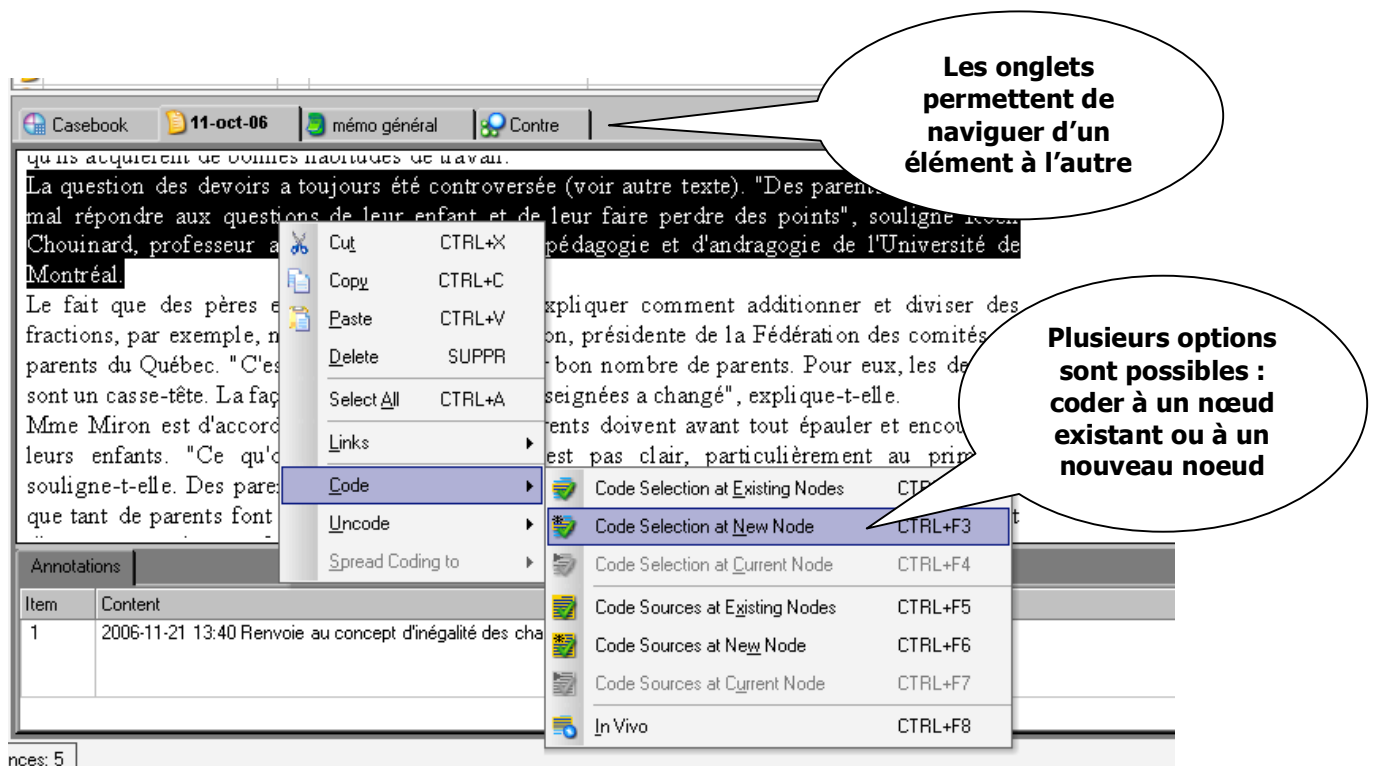 Les onglets
permettent de
naviguer d'un
élément à l'autre
Casebook 11-oct-06 mémo général Contre
qu'ils acquièrent de bonnes habitudes de travail.
La question des devoirs a toujours été controversée (voir autre texte). "Des parents
mal répondre aux questions de leur enfant et de leur faire perdre des points", souligne
Chouinard, professeur pédagogie et d'andragogie de l'Université de
Montréal.
Le fait que des pères expliquer comment additionner et diviser des
fractions, par exemple, présidente de la Fédération des comités
parents du Québec. "C'es bon nombre de parents. Pour eux, les
sont un casse-tête. La faç seignées a changé", explique-t-elle.
Mme Miron est d'accord doivent avant tout épauler et
leurs enfants. "Ce pas clair, particulièrement au
souligne-t-elle. Des
que tant de parents font
Cut CTRL+X
Copy CTRL+C
Paste CTRL+V
Delete SUPPR
Select All CTRL+A
Links
Code
Uncode
Spread Coding to
Code Selection at Existing Nodes
Code Selection at New Node CTRL+F3
Code Selection at Current Node CTRL+F4
Code Sources at Existing Nodes CTRL+F5
Code Sources at New Node CTRL+F6
Code Sources at Current Node CTRL+F7
In Vivo CTRL+F8
Plusieurs options
sont possibles :
coder à un nœud
existant ou à un
nouveau noeud
Annotations
Item Content
1 2006-11-21 13:40 Renvoie au concept d'inégalité des cha
nces: 5